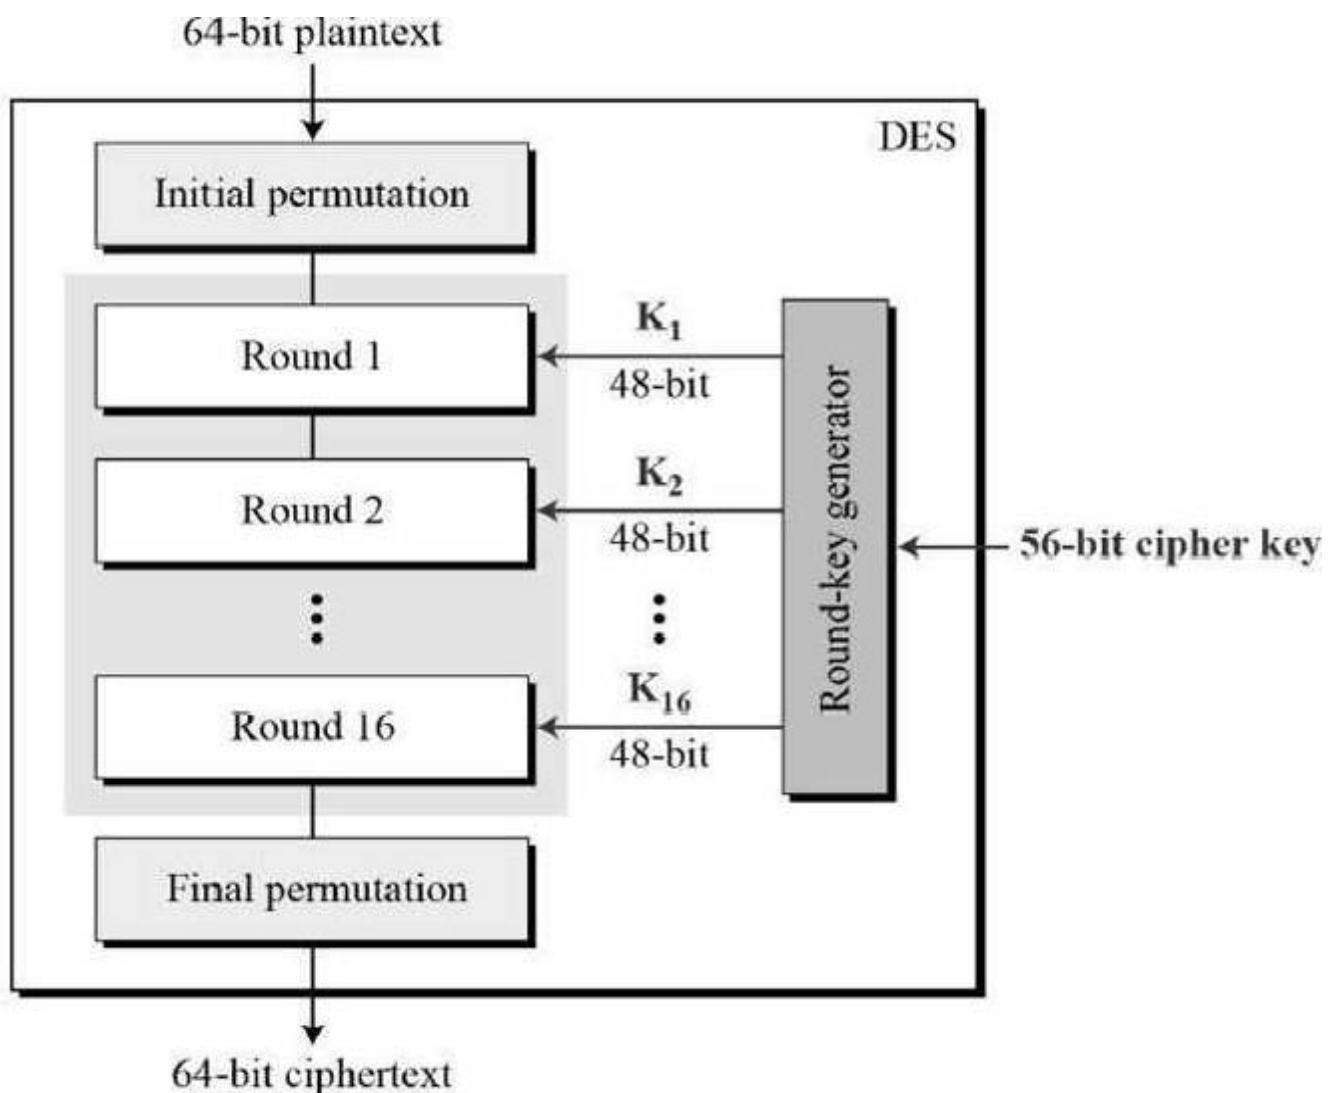 64-bit plaintext
DES
Initial permutation
Round 1
K1
48-bit
Round 2
K2
48-bit
Round-key generator
56-bit cipher key
Round 16
K16
48-bit
Final permutation
64-bit ciphertext